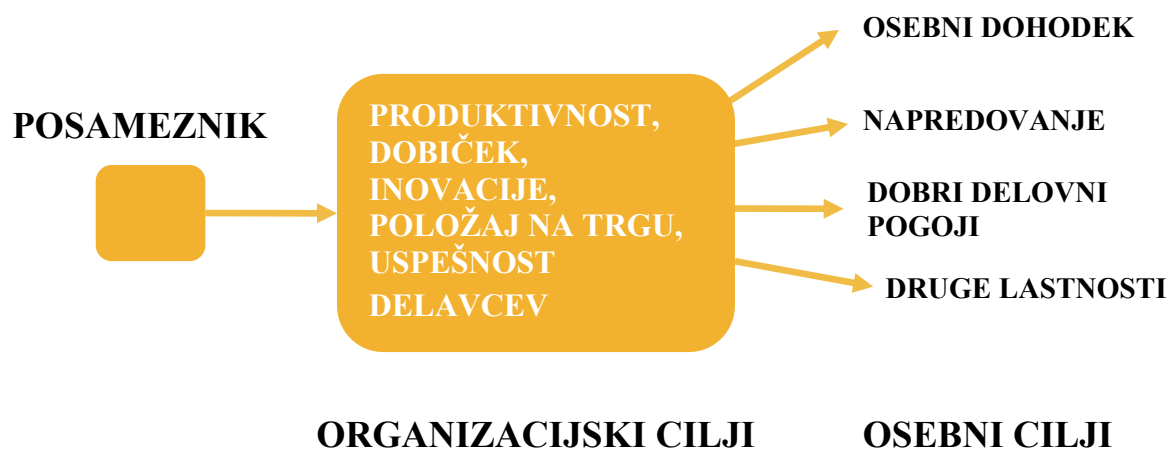 POSAMEZNIK
PRODUKTIVNOST,
DOBIČEK,
INOVACIJE,
POLOŽAJ NA TRGU,
USPEŠNOST
DELAVCEV
OSEBNI DOHODEK
NAPREDOVANJE
DOBRI DELOVNI
POGOJI
DRUGE LASTNOSTI
ORGANIZACIJSKI CILJI
OSEBNI CILJI